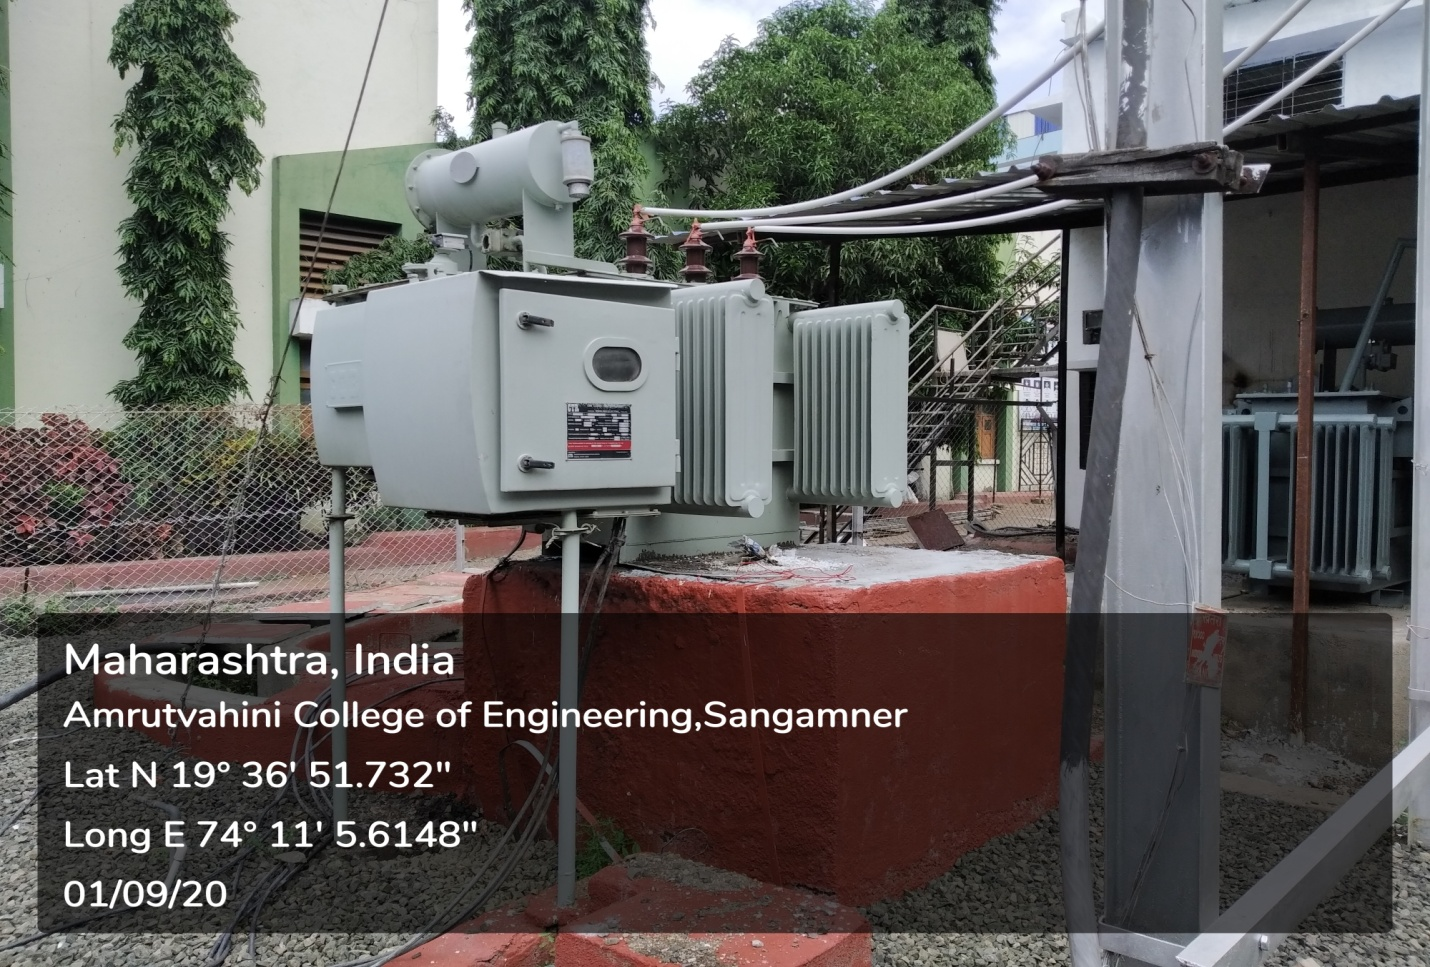 Maharashtra, India
Amrutvahini College of Engineering,Sangamner
Lat N 19° 36' 51.732"
Long E 74° 11' 5.6148"
01/09/20